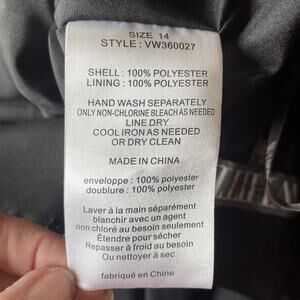 SIZE 14
STYLE : VW360027
SHELL : 100% POLYESTER
LINING : 100% POLYESTER
HAND WASH SEPARATELY
ONLY NON-CHLORINE BLEACH AS NEEDED
LINE DRY
COOL IRON AS NEEDED
OR DRY CLEAN
MADE IN CHINA
enveloppe : 100% polyester
doublure : 100% polyester
Laver à la main séparément
blanchir avec un agent
non chloré au besoin seulement
Étendre pour sécher
Repasser à froid au besoin
Ou nettoyer à sec
fabriqué en Chine